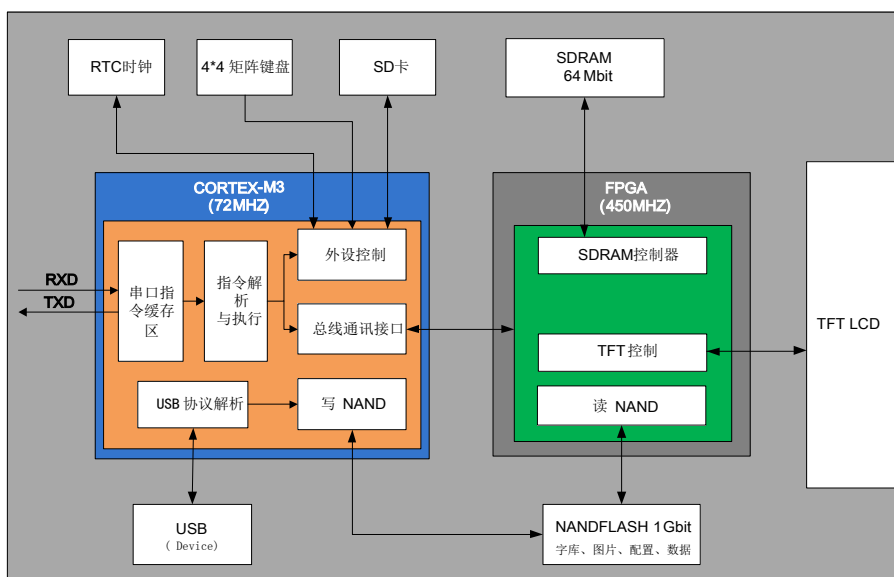 RTC时钟
4*4 矩阵键盘
SD卡
SDRAM
64 Mbit
CORTEX-M3
(72MHZ)
FPGA
(450MHZ)
外设控制
SDRAM控制器
RXD
TXD
串口指
令缓存
区
指令解
析
与执行
总线通讯接口
TFT 控制
TFT LCD
USB 协议解析
写 NAND
读 NAND
USB
( Device)
NANDFLASH 1 Gbit
字库、图片、配置、数据